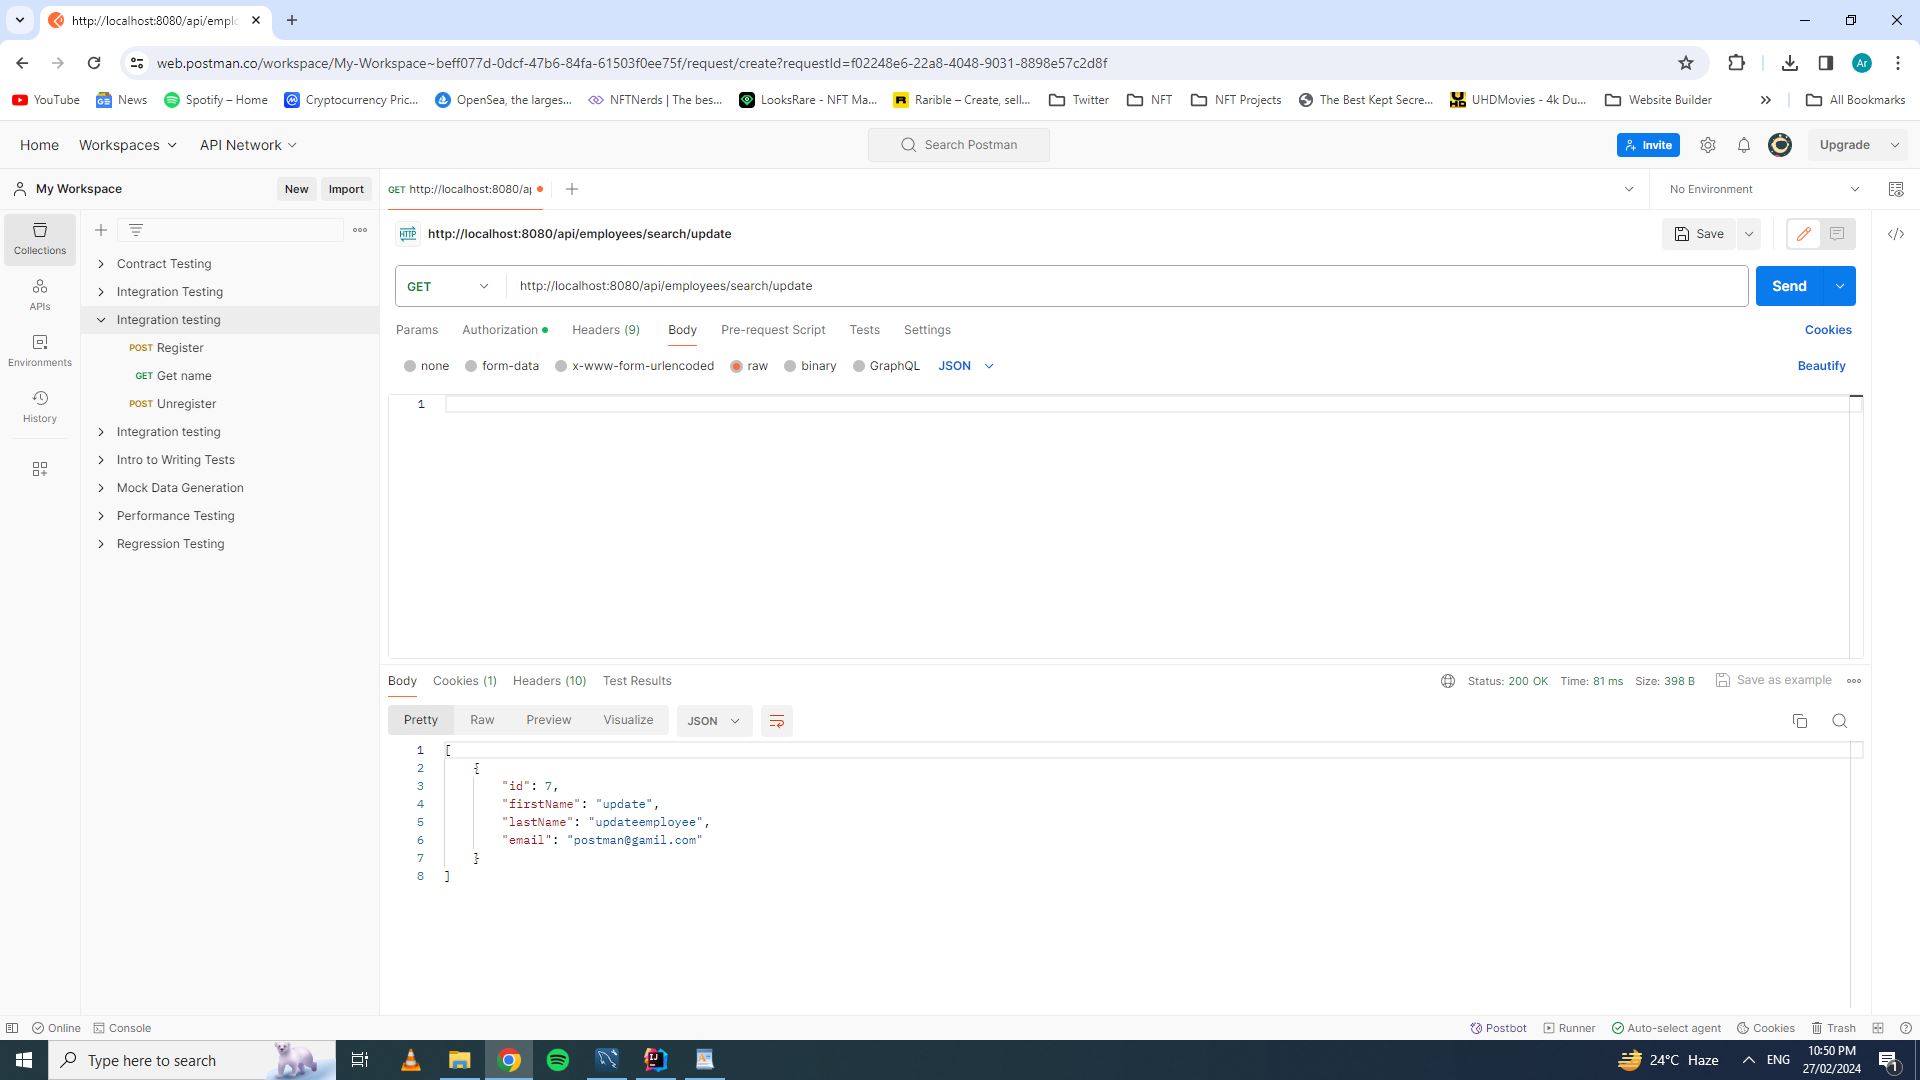 http://localhost:8080/api/emplo
web.postman.co/workspace/My-Workspace~beff077d-0dcf-47b6-84fa-61503f0ee75f/request/create?requestId=f02248e6-22a8-4048-9031-8898e57c2d8f
Ar
YouTube News Spotify – Home Cryptocurrency Pric... OpenSea, the larges... NFTNerds | The bes... LooksRare - NFT Ma... Rarible – Create, sell... Twitter NFT NFT Projects The Best Kept Secre... UHDMovies - 4k Du... Website Builder » All Bookmarks
Home Workspaces API Network Search Postman Invite Upgrade
My Workspace New Import GET http://localhost:8080/ap No Environment
Collections
APIs
Environments
History
Contract Testing
Integration Testing
Integration testing
POST Register
GET Get name
POST Unregister
Integration testing
Intro to Writing Tests
Mock Data Generation
Performance Testing
Regression Testing
HTTP http://localhost:8080/api/employees/search/update Save
GET http://localhost:8080/api/employees/search/update Send
Params Authorization Headers (9) Body Pre-request Script Tests Settings Cookies
none form-data x-www-form-urlencoded raw binary GraphQL JSON Beautify
1
Body Cookies (1) Headers (10) Test Results Status: 200 OK Time: 81 ms Size: 398 B Save as example
Pretty Raw Preview Visualize JSON
1 [
2 {
3 "id": 7,
4 "firstName": "update",
5 "lastName": "updateemployee",
6 "email": "postman@gamil.com"
7 }
8 ]
Online Console Postbot Runner Auto-select agent Cookies Trash
Type here to search 24°C Haze ENG 10:50 PM
27/02/2024
1